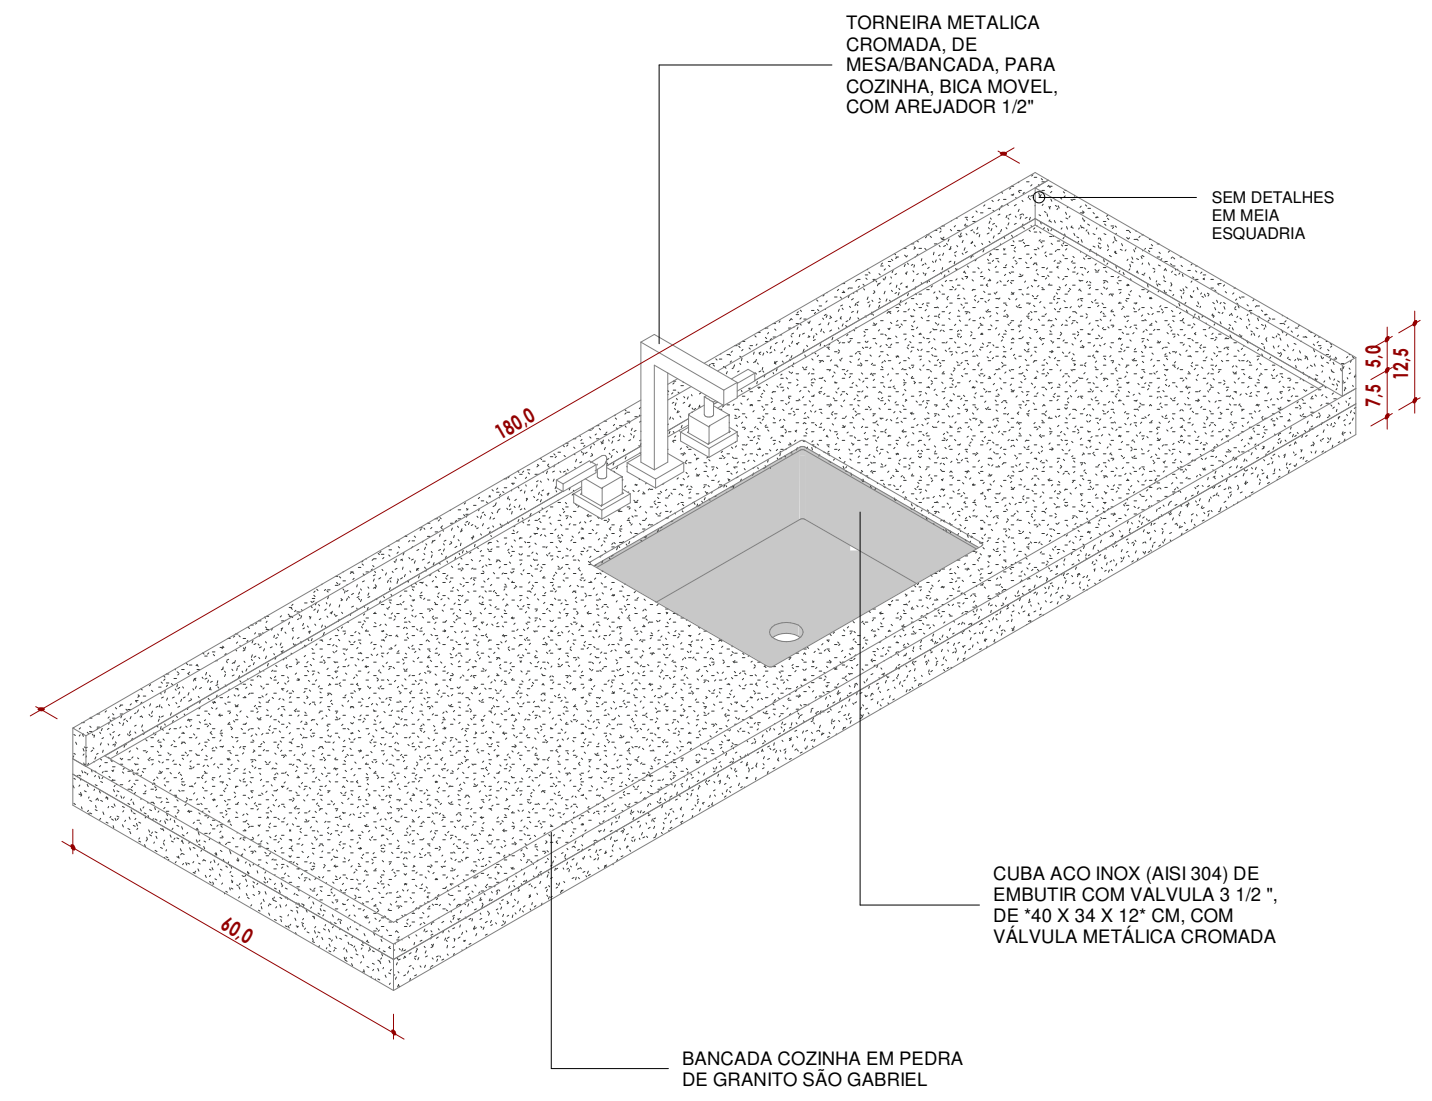 TORNEIRA METALICA
CROMADA, DE
MESA/BANCADA, PARA
COZINHA, BICA MOVEL,
COM AREJADOR 1/2"
SEM DETALHES
EM MEIA
ESQUADRIA
180,0
5,0
7,5
12,5
60,0
CUBA ACO INOX (AISI 304) DE
EMBUTIR COM VALVULA 3 1/2 ",
DE *40 X 34 X 12* CM, COM
VÁLVULA METÁLICA CROMADA
BANCADA COZINHA EM PEDRA
DE GRANITO SÃO GABRIEL